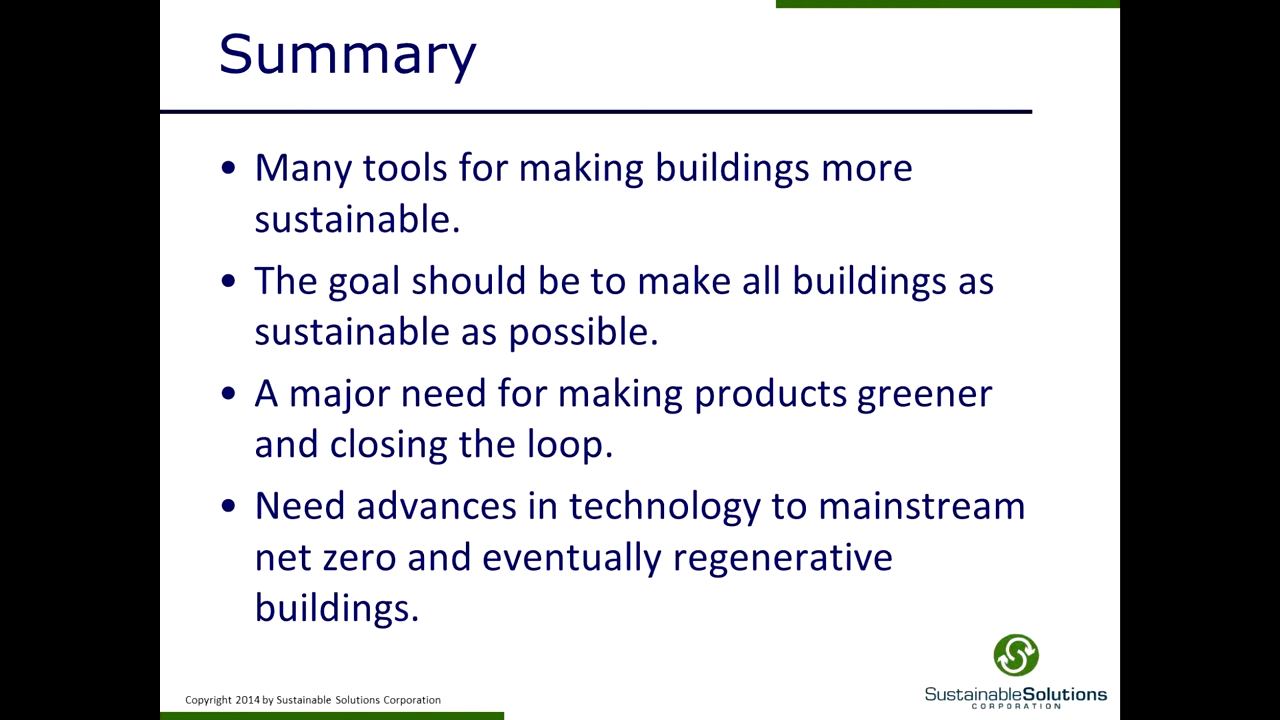 Summary
• Many tools for making buildings more
sustainable.
• The goal should be to make all buildings as
sustainable as possible.
• A major need for making products greener
and closing the loop.
• Need advances in technology to mainstream
net zero and eventually regenerative
buildings.
Copyright 2014 by Sustainable Solutions Corporation
SustainableSolutions
CORPORATION